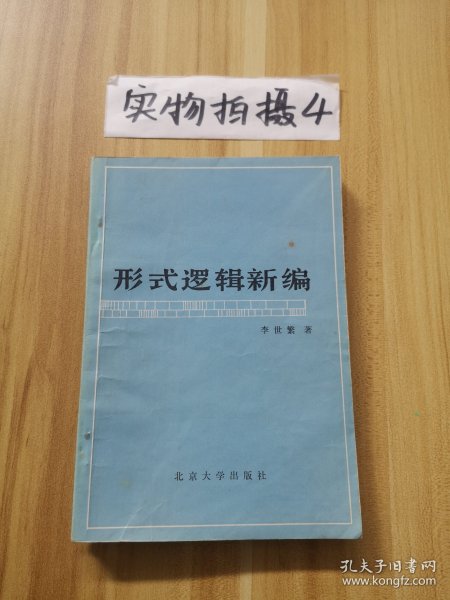 实物拍摄4
形式逻辑新编
李世繁 著
北京大学出版社
孔夫子旧书网
www.kongfz.com